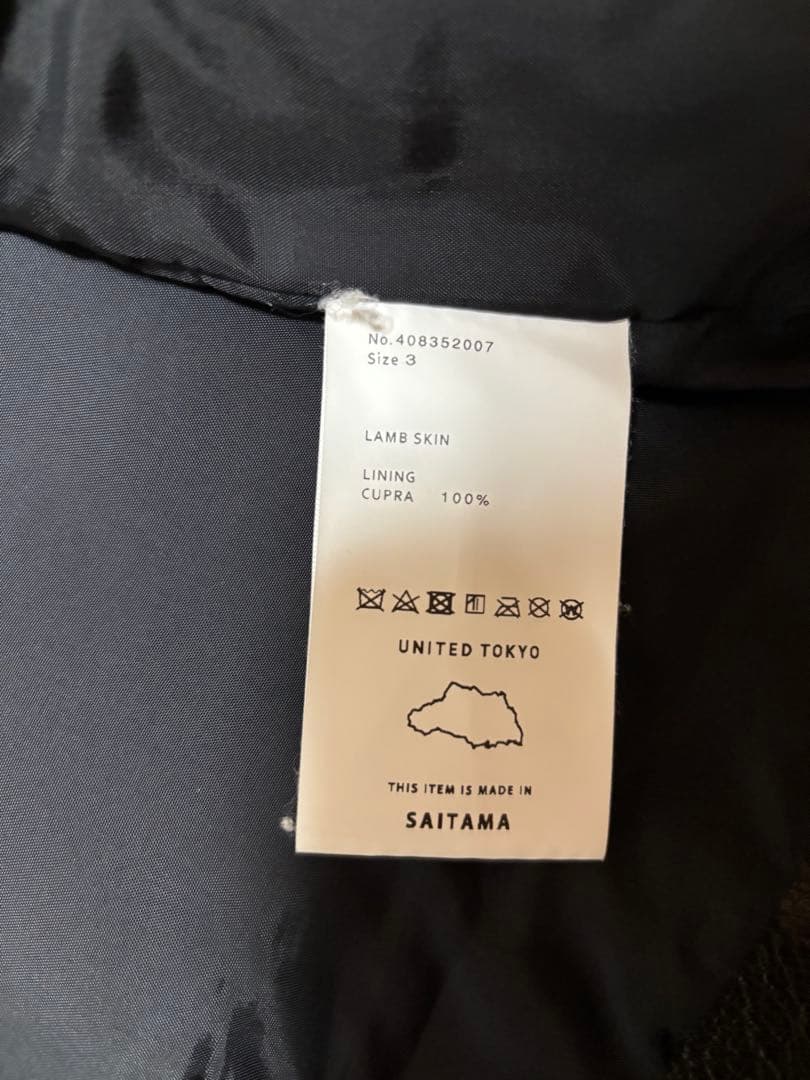 No.408352007
Size 3
LAMB SKIN
LINING
CUPRA 100%
UNITED TOKYO
THIS ITEM IS MADE IN
SAITAMA